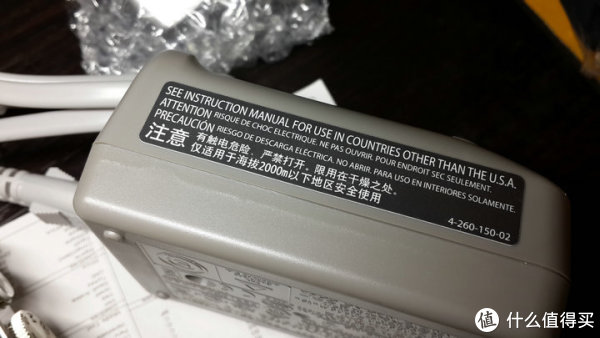 SEE INSTRUCTION MANUAL FOR USE IN COUNTRIES OTHER THAN THE U.S.A.
ATTENTION RISQUE DE CHOC ELECTRIQUE. NE PAS OUVRIR. POUR ENDROIT SEC SEULEMENT.
PRECAUCIÓN RIESGO DE DESCARGA ELÉCTRICA. NO ABRIR. PARA USO EN INTERIORES SOLAMENTE.
注意 有触电危险，严禁打开，限用在干燥之处。
仅适用于海拔2000m以下地区安全使用
4-260-150-02
值 什么值得买